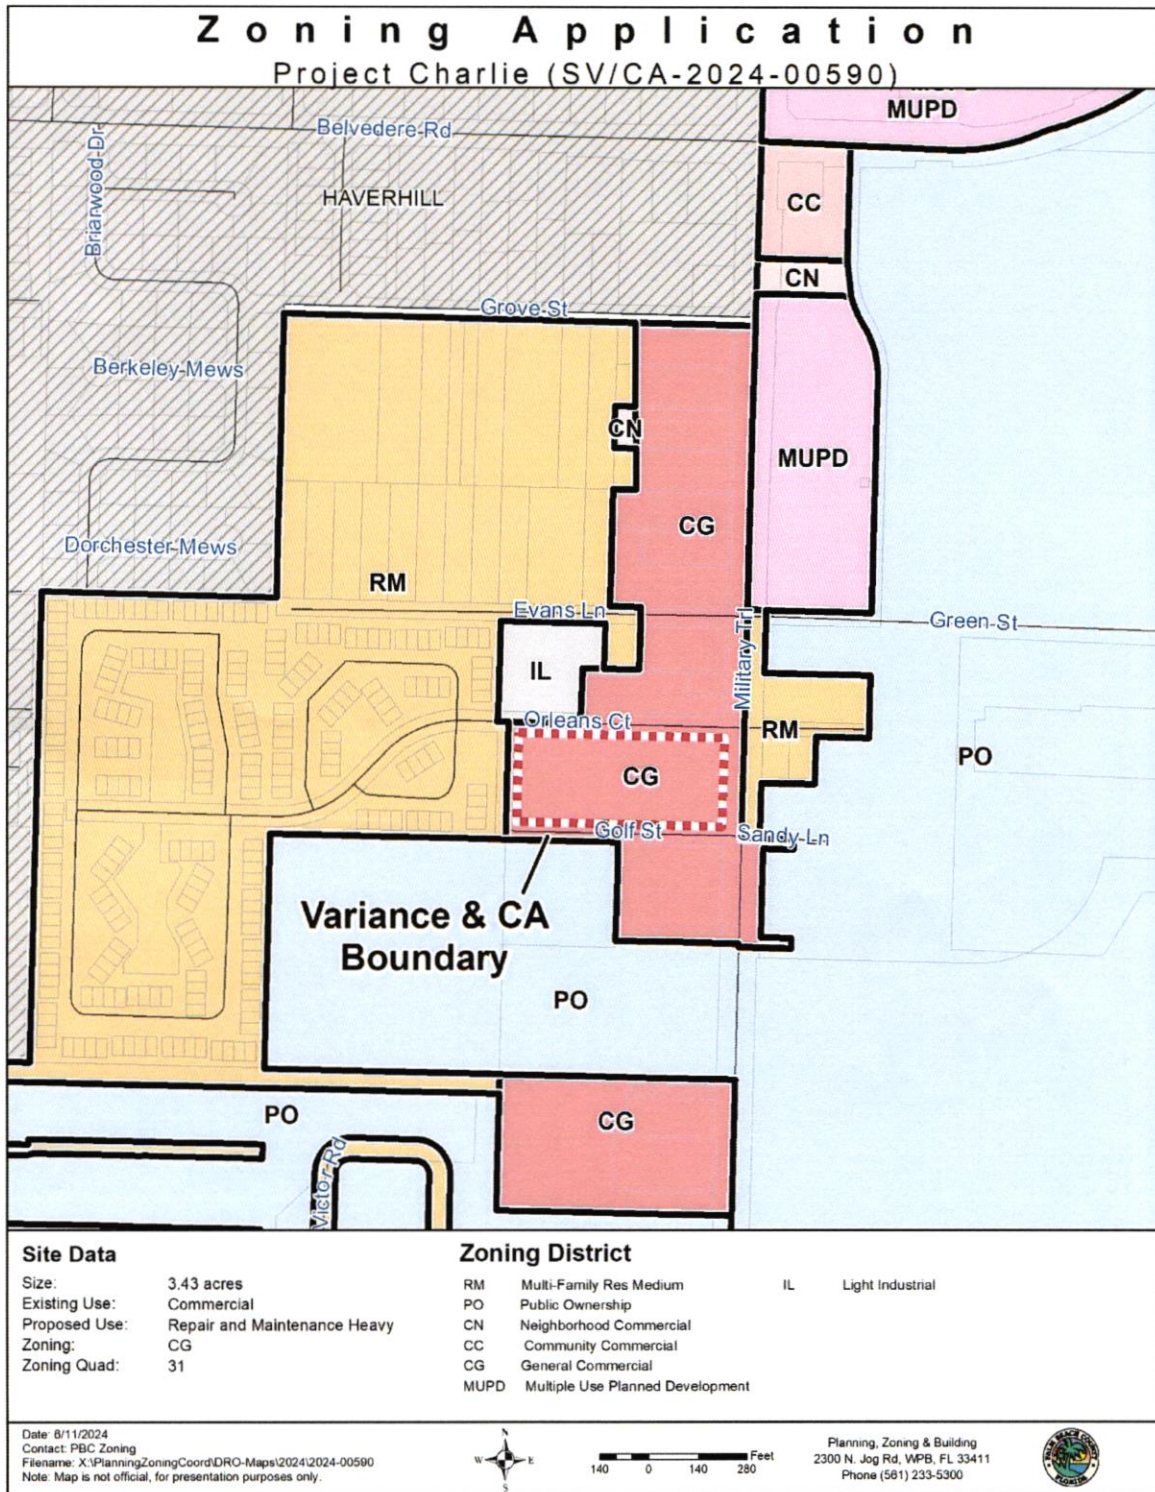 Zoning Application
Project Charlie (SV/CA-2024-00590)
MUPD
Belvedere Rd
Briarwood Dr
HAVERHILL
CC
CN
Grove St
Berkeley Mews
CN
MUPD
CG
Dorchester Mews
RM
Evans Ln
Green St
Military Trl
IL
Orleans Ct
RM
PO
CG
Golf St
Sandy Ln
Variance & CA
Boundary
PO
PO
CG
Victor Rd
Site Data
Size: 3.43 acres
Existing Use: Commercial
Proposed Use: Repair and Maintenance Heavy
Zoning: CG
Zoning Quad: 31
Zoning District
RM Multi-Family Res Medium
PO Public Ownership
CN Neighborhood Commercial
CC Community Commercial
CG General Commercial
MUPD Multiple Use Planned Development
IL Light Industrial
Date: 6/11/2024
Contact: PBC Zoning
Filename: X:\PlanningZoningCoord\DRO-Maps\2024\2024-00590
Note: Map is not official, for presentation purposes only.
N
W E
S
Feet
140 0 140 280
Planning, Zoning & Building
2300 N. Jog Rd, WPB, FL 33411
Phone (561) 233-5300
PALM BEACH COUNTY
FLORIDA